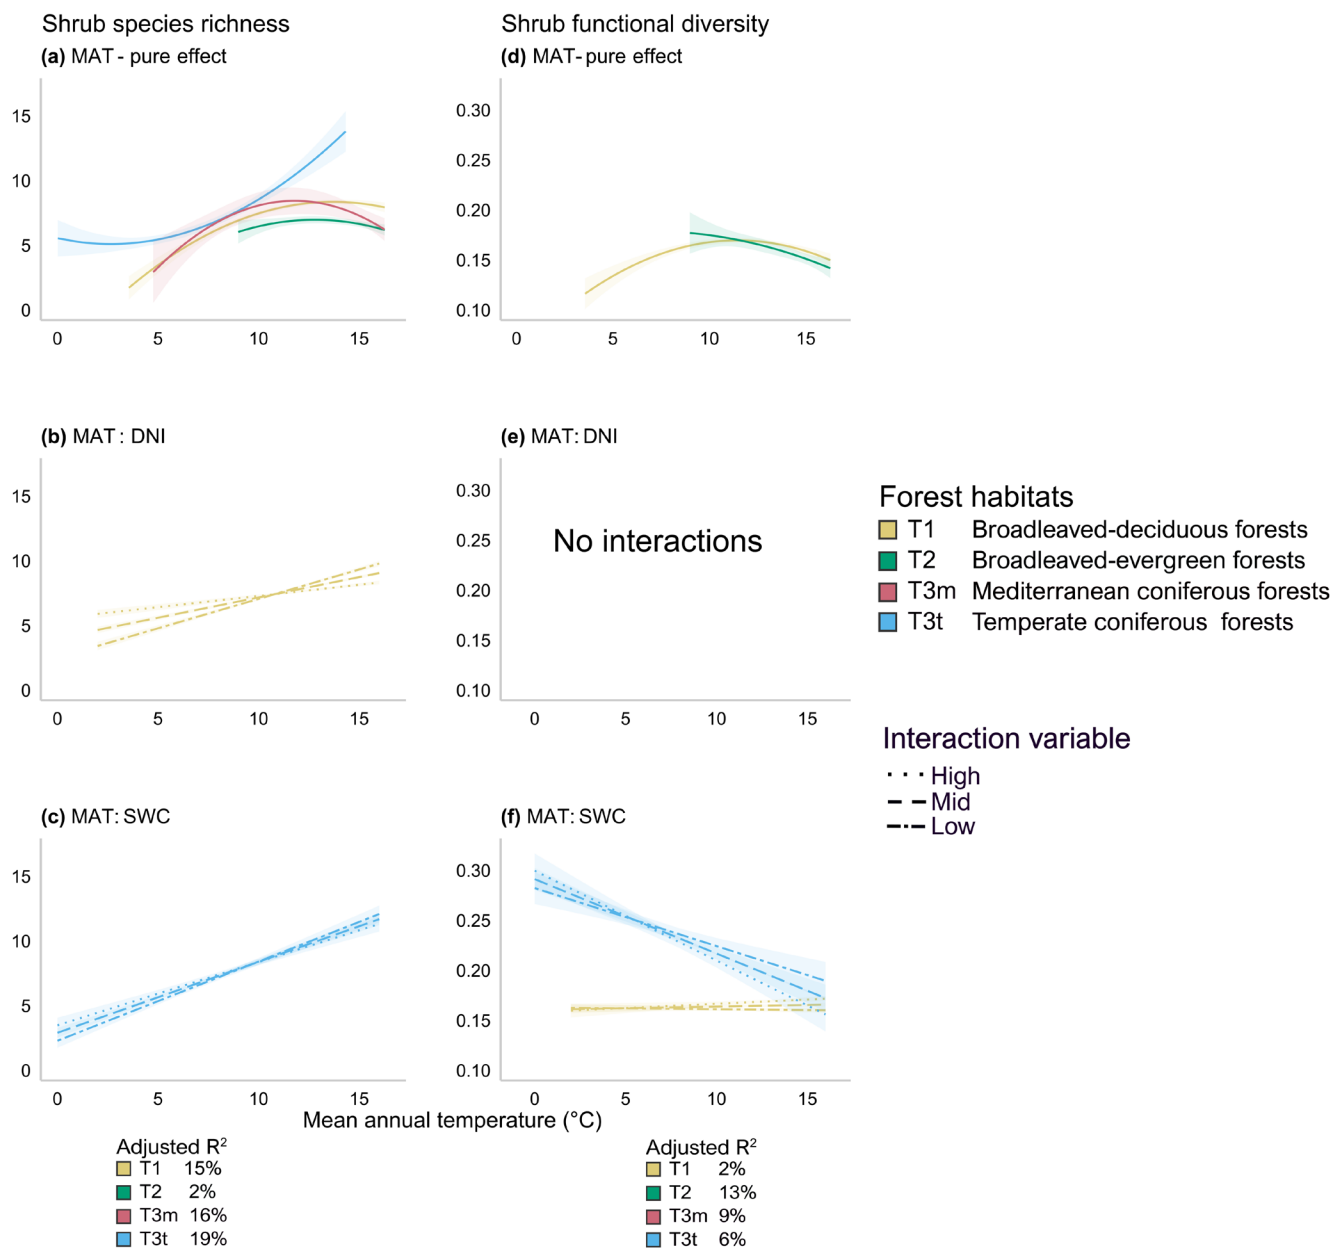 Shrub species richness
(a) MAT - pure effect
15
10
5
0
0 5 10 15
Shrub functional diversity
(d) MAT- pure effect
0.30
0.25
0.20
0.15
0.10
0 5 10 15
(b) MAT : DNI
15
10
5
0
0 5 10 15
(e) MAT: DNI
0.30
0.25
0.20
0.15
0.10
No interactions
0 5 10 15
Forest habitats
T1 Broadleaved-deciduous forests
T2 Broadleaved-evergreen forests
T3m Mediterranean coniferous forests
T3t Temperate coniferous forests
Interaction variable
High
Mid
Low
(c) MAT: SWC
15
10
5
0
0 5 10 15
(f) MAT: SWC
0.30
0.25
0.20
0.15
0.10
0 5 10 15
Mean annual temperature (°C)
Adjusted R²
T1 15%
T2 2%
T3m 16%
T3t 19%
Adjusted R²
T1 2%
T2 13%
T3m 9%
T3t 6%